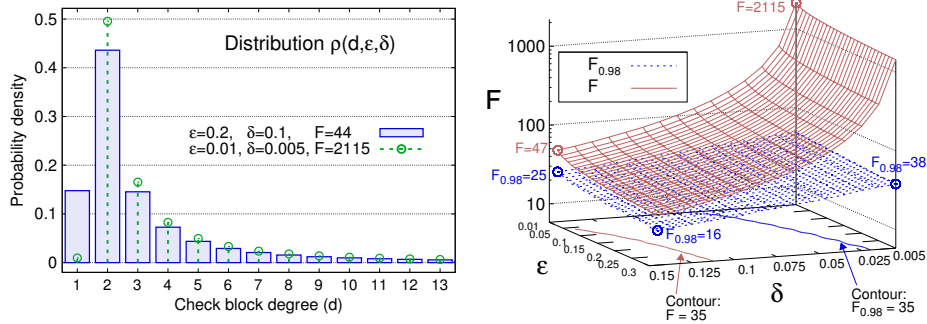 Distribution ρ(d,ε,δ)
Probability density
0.5
0.4
0.3
0.2
0.1
0
ε=0.2, δ=0.1, F=44
ε=0.01, δ=0.005, F=2115
1 2 3 4 5 6 7 8 9 10 11 12 13
Check block degree (d)
F=2115
1000
100
10
F
F0.98
F
F=47
F0.98=25
F0.98=38
F0.98=16
0.01
0.05
0.1
0.15
0.2
0.25
0.3
ε
0.15
0.125
0.1
0.075
0.05
0.025
0.005
δ
Contour:
F = 35
Contour:
F0.98 = 35